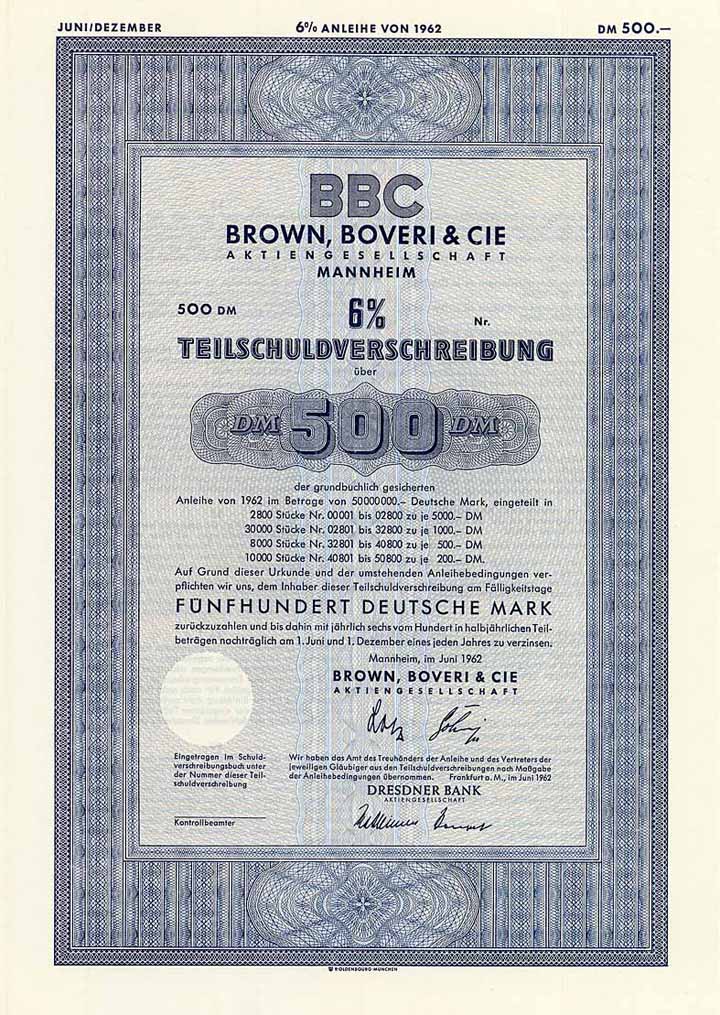 JUNI/DEZEMBER 6% ANLEIHE VON 1962 DM 500.—
BBC
BROWN, BOVERI & CIE
AKTIENGESELLSCHAFT
MANNHEIM
500 DM 6% Nr.
TEILSCHULDVERSCHREIBUNG
über
DM 500 DM
der grundbuchlich gesicherten
Anleihe von 1962 im Betrage von 50000000.– Deutsche Mark, eingeteilt in
2800 Stücke Nr. 00001 bis 02800 zu je 5000.– DM
30000 Stücke Nr. 02801 bis 32800 zu je 1000.– DM
8000 Stücke Nr. 32801 bis 40800 zu je 500.– DM
10000 Stücke Nr. 40801 bis 50800 zu je 200.– DM.
Auf Grund dieser Urkunde und der umstehenden Anleihebedingungen ver-
pflichten wir uns, dem Inhaber dieser Teilschuldverschreibung am Fälligkeitstage
FÜNFHUNDERT DEUTSCHE MARK
zurückzuzahlen und bis dahin mit jährlich sechs vom Hundert in halbjährlichen Teil-
beträgen nachträglich am 1. Juni und 1. Dezember eines jeden Jahres zu verzinsen.
Mannheim, im Juni 1962
BROWN, BOVERI & CIE
AKTIENGESELLSCHAFT
Eingetragen im Schuld-
verschreibungsbuch unter
der Nummer dieser Teil-
schuldverschreibung
Kontrollbeamter
Wir haben das Amt des Treuhänders der Anleihe und des Vertreters der
jeweiligen Gläubiger aus den Teilschuldverschreibungen nach Maßgabe
der Anleihebedingungen übernommen. Frankfurt a. M., im Juni 1962
DRESDNER BANK
AKTIENGESELLSCHAFT
R. OLDENBOURG MÜNCHEN